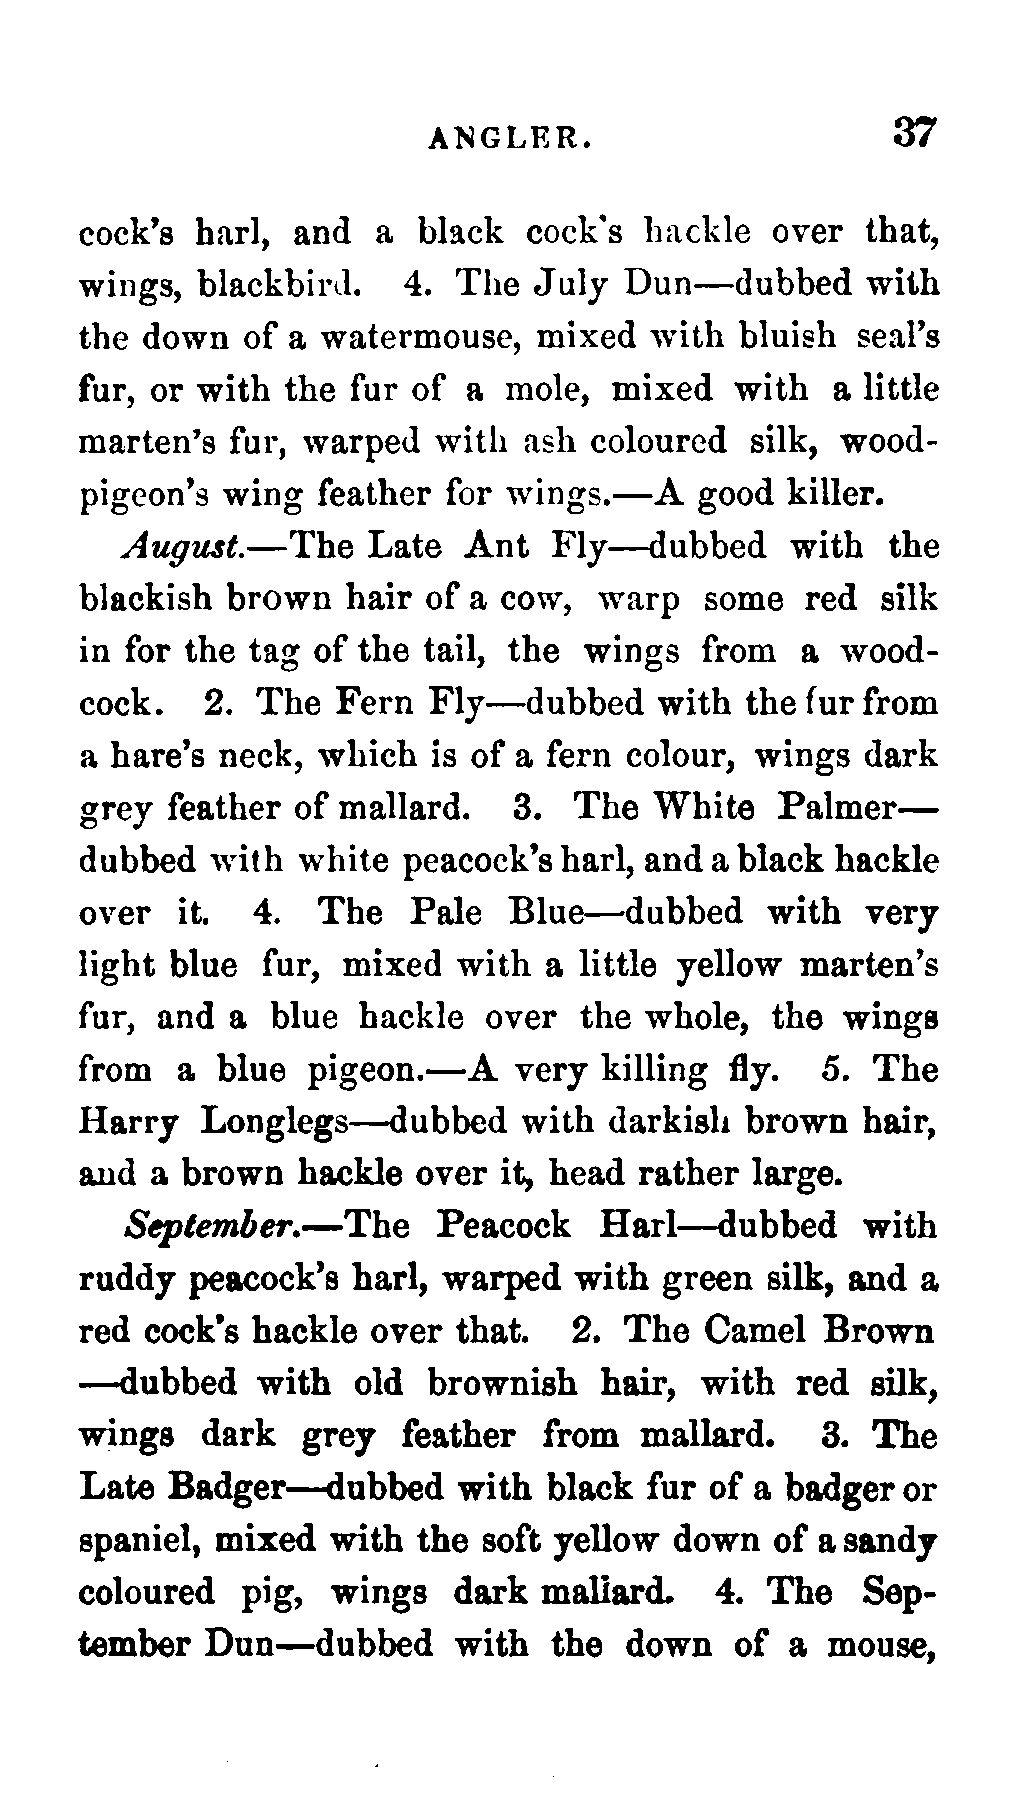 ANGLER. 37
cock's harl, and a black cock's hackle over that,
wings, blackbird. 4. The July Dun—dubbed with
the down of a watermouse, mixed with bluish seal's
fur, or with the fur of a mole, mixed with a little
marten's fur, warped with ash coloured silk, wood-
pigeon's wing feather for wings.—A good killer.
August.—The Late Ant Fly—dubbed with the
blackish brown hair of a cow, warp some red silk
in for the tag of the tail, the wings from a wood-
cock. 2. The Fern Fly—dubbed with the fur from
a hare's neck, which is of a fern colour, wings dark
grey feather of mallard. 3. The White Palmer—
dubbed with white peacock's harl, and a black hackle
over it. 4. The Pale Blue—dubbed with very
light blue fur, mixed with a little yellow marten's
fur, and a blue hackle over the whole, the wings
from a blue pigeon.—A very killing fly. 5. The
Harry Longlegs—dubbed with darkish brown hair,
and a brown hackle over it, head rather large.
September.—The Peacock Harl—dubbed with
ruddy peacock's harl, warped with green silk, and a
red cock's hackle over that. 2. The Camel Brown
—dubbed with old brownish hair, with red silk,
wings dark grey feather from mallard. 3. The
Late Badger—dubbed with black fur of a badger or
spaniel, mixed with the soft yellow down of a sandy
coloured pig, wings dark mallard. 4. The Sep-
tember Dun—dubbed with the down of a mouse,